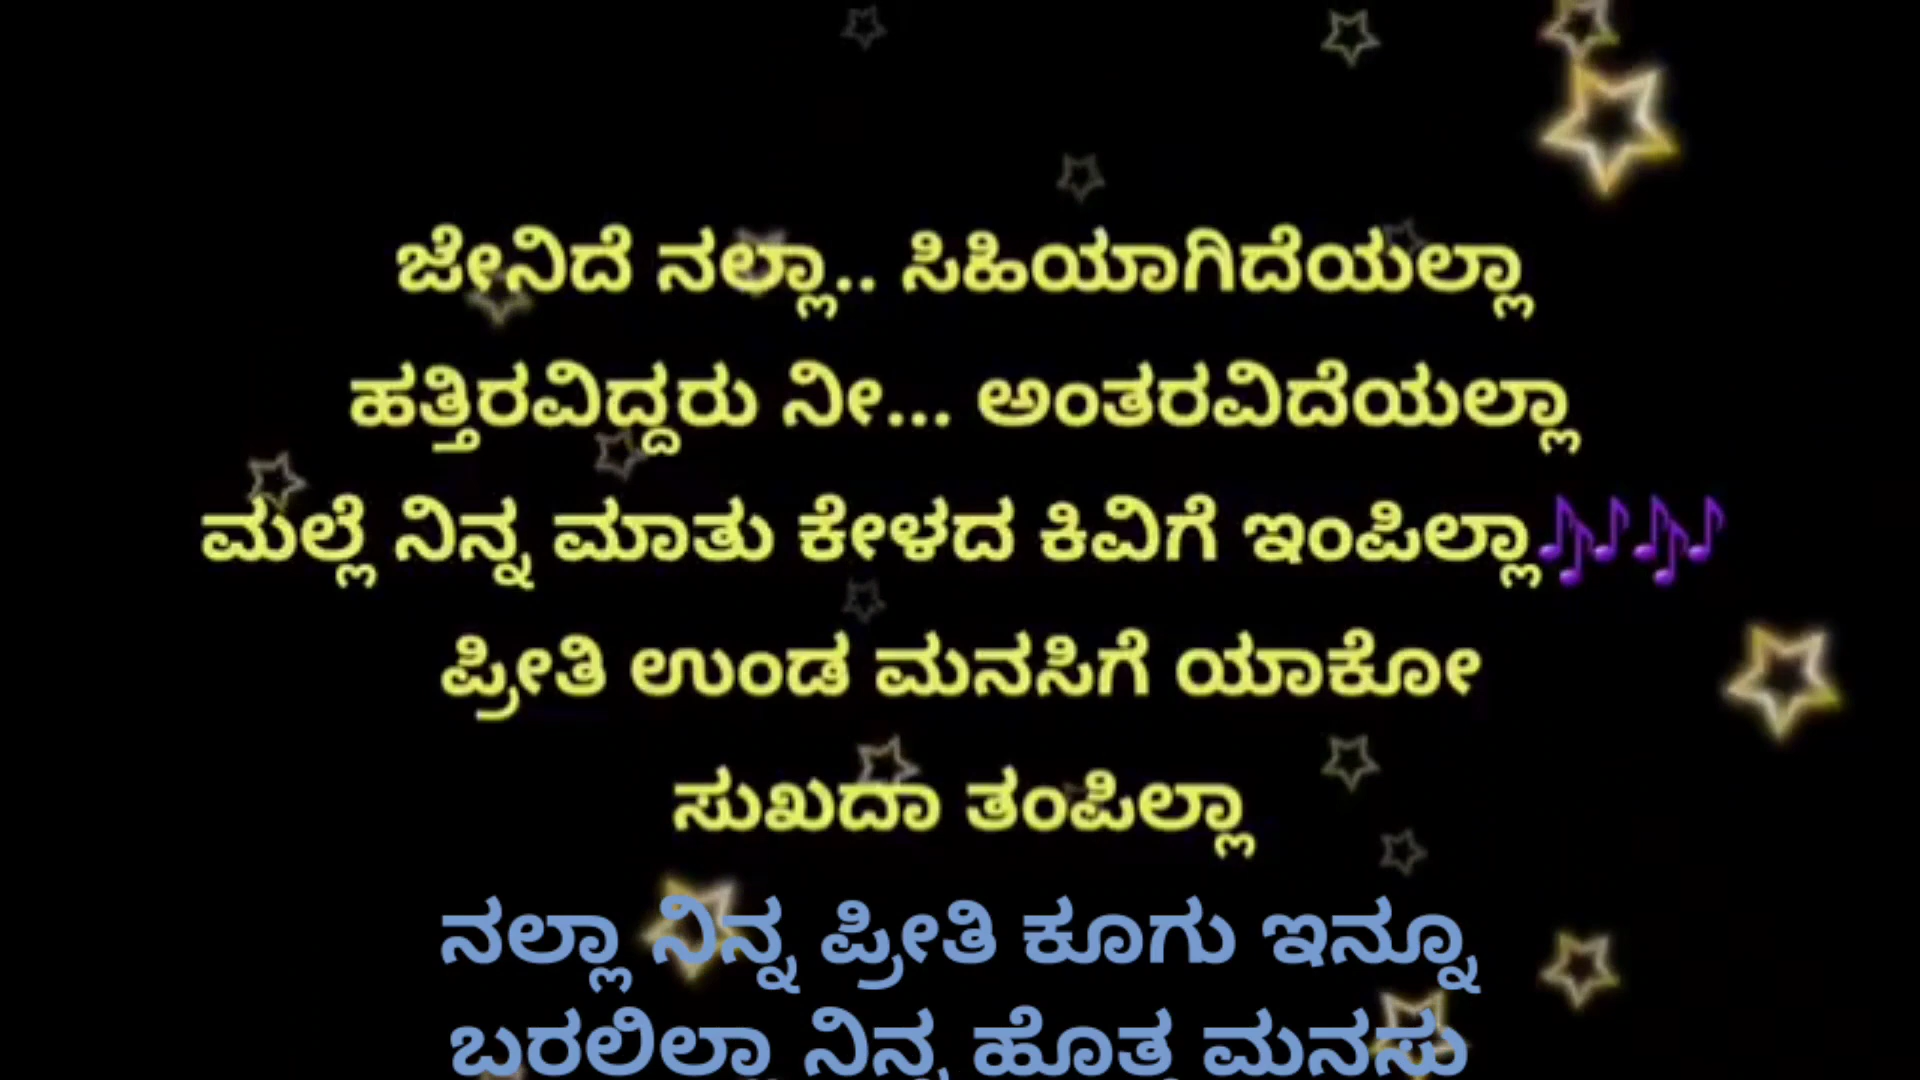 ಜೇನಿದೆ ನಲ್ಲಾ.. ಸಿಹಿಯಾಗಿದೆಯಲ್ಲಾ
ಹತ್ತಿರವಿದ್ದರು ನೀ... ಅಂತರವಿದೆಯಲ್ಲಾ
ಮಲ್ಲೆ ನಿನ್ನ ಮಾತು ಕೇಳದ ಕಿವಿಗೆ ಇಂಪಿಲ್ಲಾ🎶🎶
ಪ್ರೀತಿ ಉಂಡ ಮನಸಿಗೆ ಯಾಕೋ
ಸುಖದಾ ತಂಪಿಲ್ಲಾ
ನಲ್ಲಾ ನಿನ್ನ ಪ್ರೀತಿ ಕೂಗು ಇನ್ನೂ
ಬರಲಿಲ್ಲಾ ನಿನ್ನ ಹೊತ್ತ ಮನಸು